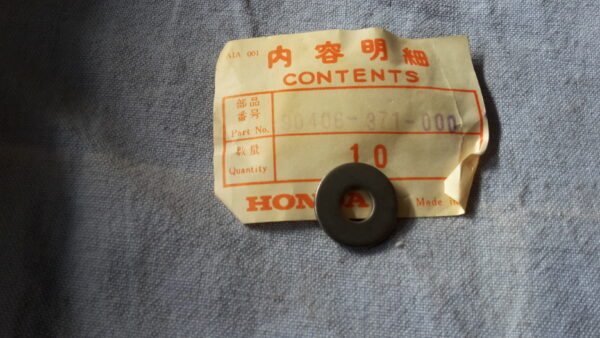 内容明細
CONTENTS
部品
番号
Part No.
90406-371-000
数量
Quantity
10
HONDA
Made in